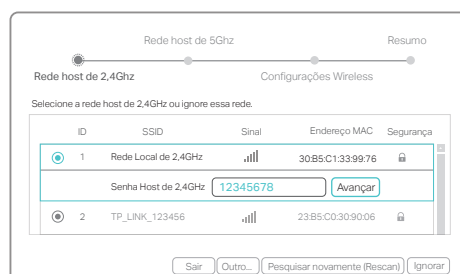 Rede host de 5Ghz Resumo
Rede host de 2,4Ghz Configurações Wireless
Selecione a rede host de 2,4GHz ou ignore essa rede.
ID SSID Sinal Endereço MAC Segurança
1 Rede Local de 2,4GHz 30:B5:C1:33:99:76
Senha Host de 2,4GHz 12345678 Avançar
2 TP_LINK_123456 23:B5:C0:30:90:06
Sair Outro... Pesquisar novamente (Rescan) Ignorar